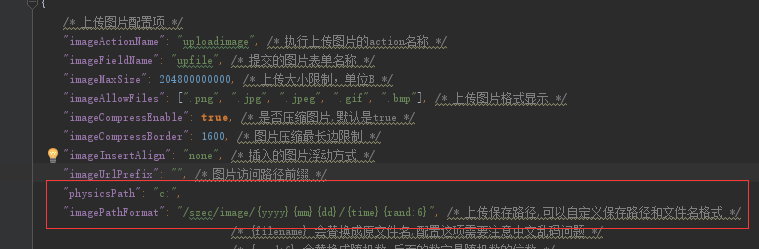 {
/* 上传图片配置项 */
"imageActionName": "uploadimage", /* 执行上传图片的action名称 */
"imageFieldName": "upfile", /* 提交的图片表单名称 */
"imageMaxSize": 204800000000, /* 上传大小限制，单位B */
"imageAllowFiles": [".png", ".jpg", ".jpeg", ".gif", ".bmp"], /* 上传图片格式显示 */
"imageCompressEnable": true, /* 是否压缩图片,默认是true */
"imageCompressBorder": 1600, /* 图片压缩最长边限制 */
"imageInsertAlign": "none", /* 插入的图片浮动方式 */
"imageUrlPrefix": "", /* 图片访问路径前缀 */
"physicsPath": "c:",
"imagePathFormat": "/szec/image/{yyyy}{mm}{dd}/{time}{rand:6}", /* 上传保存路径,可以自定义保存路径和文件名格式 */
/* {filename} 会替换成原文件名,配置这项需要注意中文乱码问题 */